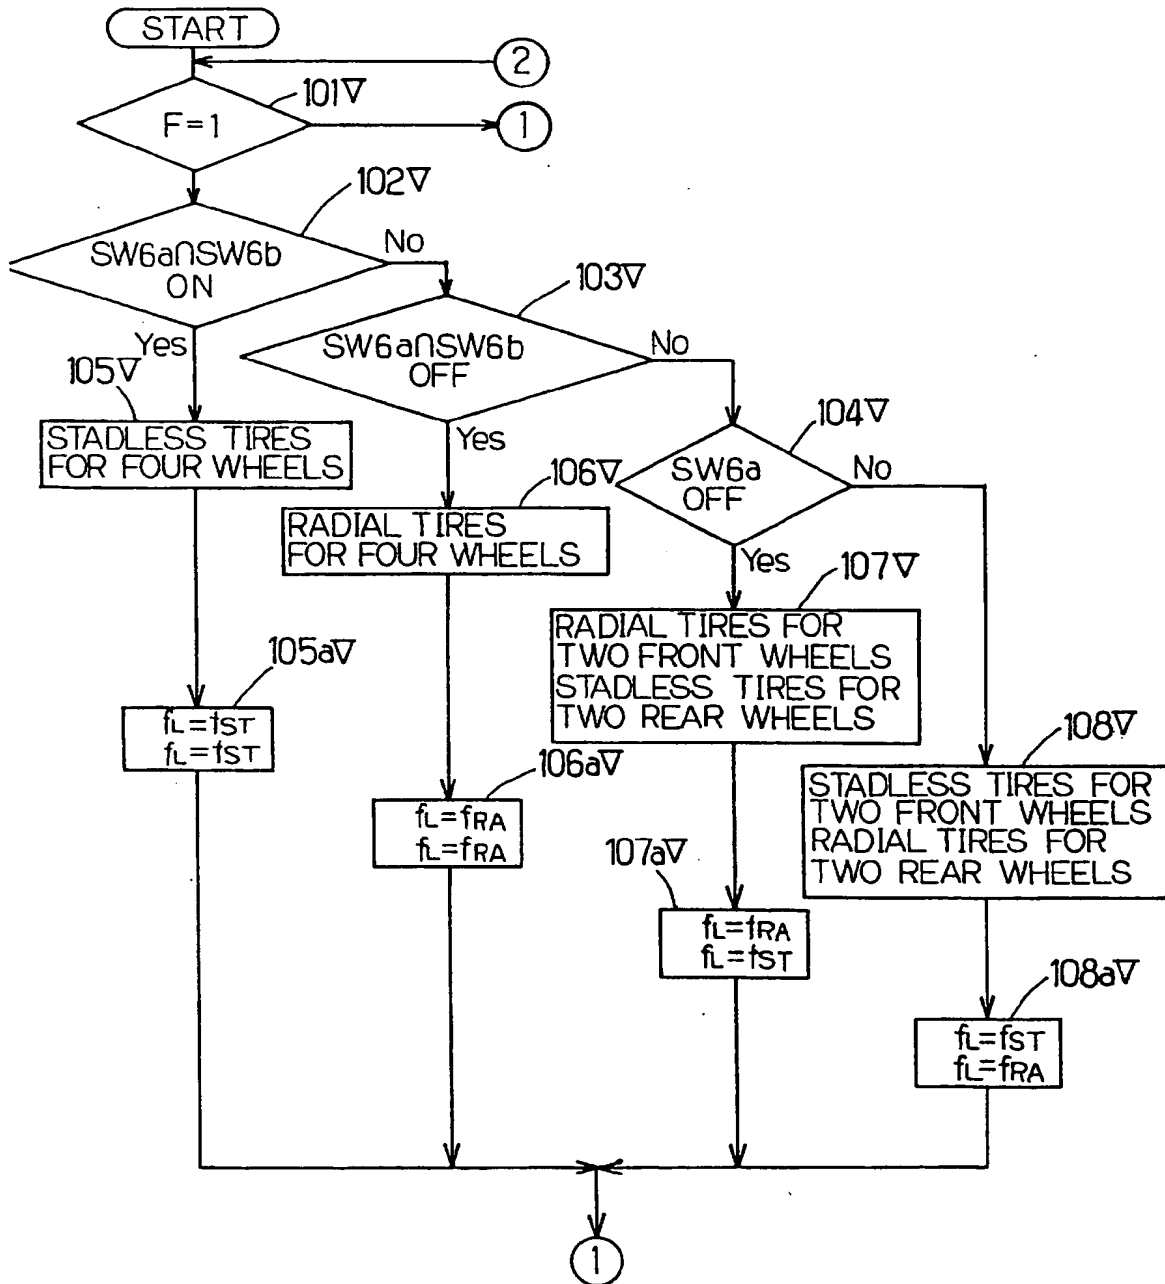 START
2
101▽
F=1
1
102▽
SW6a∩SW6b
ON
No
103▽
Yes
SW6a∩SW6b
OFF
No
105▽
STADLESS TIRES
FOR FOUR WHEELS
Yes
104▽
SW6a
OFF
No
106▽
RADIAL TIRES
FOR FOUR WHEELS
Yes
107▽
RADIAL TIRES FOR
TWO FRONT WHEELS
STADLESS TIRES FOR
TWO REAR WHEELS
105a▽
fL=fST
fL=fST
108▽
STADLESS TIRES FOR
TWO FRONT WHEELS
RADIAL TIRES FOR
TWO REAR WHEELS
106a▽
fL=fRA
fL=fRA
107a▽
fL=fRA
fL=fST
108a▽
fL=fST
fL=fRA
1